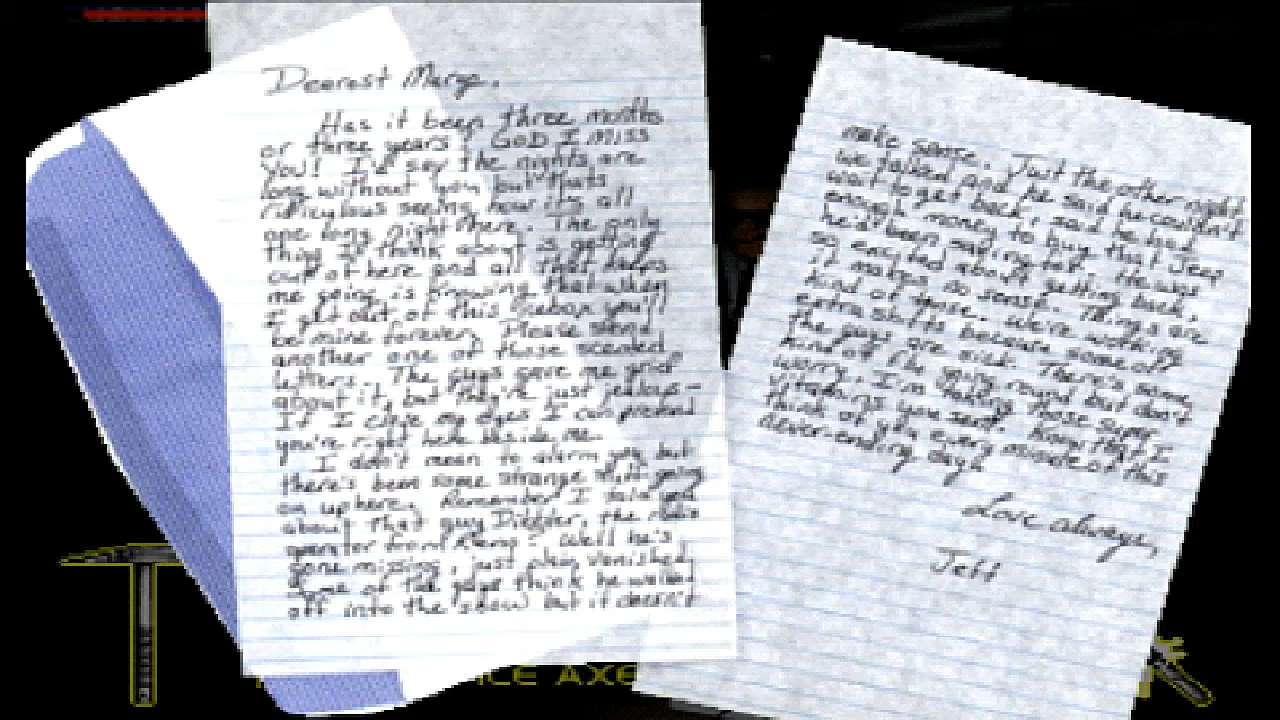 Dearest Marge,
Has it been three months
or three years? GOD I MISS
YOU! I'd say the nights are
long without you but that's
ridiculous seeing how its all
one long night here. The only
thing I think about is getting
out of here and all that keeps
me going is knowing that when
I get out of this icebox you'll
be mine forever. Please send
another one of those scented
letters. The guys gave me grief
about it, but they're just jealous-
If I close my eyes I can pretend
you're right here beside me.
I don't mean to alarm you, but
there's been some strange stuff going
on up here. Remember I told you
about that guy, the radio
operator from? Well he's
gone missing, just plain vanished.
Some of the guys think he walked
off into the snow but it doesn't
make sense. Just the other night
we talked and he said he couldn't
wait to get back, said he had
enough money to buy that Jeep
he'd been saving for. He was
so excited about getting back,
it makes no sense. Things are
kind of tense. We're working
extra shifts because some of
the guys are sick. There's some
kind of flu going round but don't
worry, I'm taking those super
vitamins you sent. Know that I
think of you every minute of this
never-ending night
Love always,
Jeff
ICE AXE